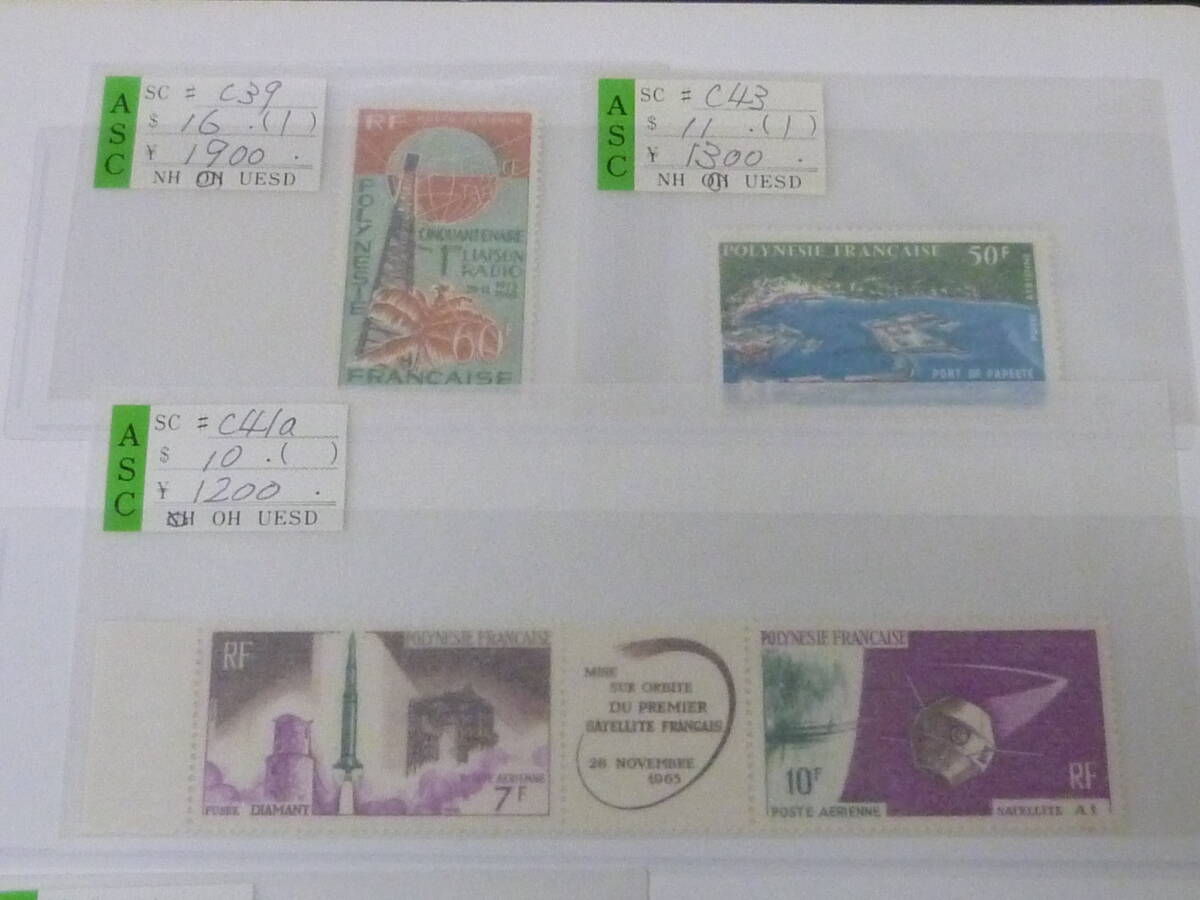 ASC
SC # C39
$ 16 . (1)
¥ 1900 .
NH OH UESD
RF
POLYNESIE
CINQUANTENAIRE
1
LIAISON
RADIO
60F
FRANCAISE
ASC
SC # C43
$ 11 . (1)
¥ 1300 .
NH OH UESD
POLYNESIE FRANCAISE 50F
PORT DE PAPEETE
ASC
SC # C41a
$ 10 . ( )
¥ 1200 .
NH OH UESD
RF
POLYNESIE FRANCAISE
POSTE AERIENNE
7F
FUSEE DIAMANT
MISE
SUR ORBITE
DU PREMIER
SATELLITE FRANCAIS
26 NOVEMBRE
1965
POLYNESIE FRANCAISE
10F
RF
POSTE AERIENNE
SATELLITE A.1